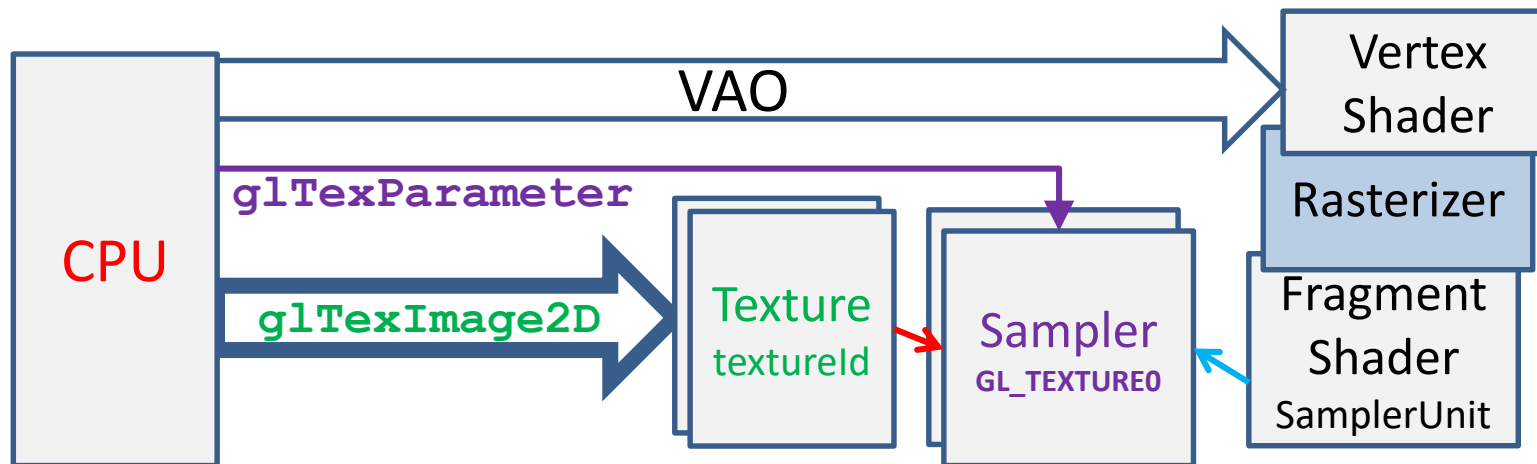 CPU
VAO
glTexParameter
glTexImage2D
Texture
textureId
Sampler
GL_TEXTURE0
Vertex
Shader
Rasterizer
Fragment
Shader
SamplerUnit